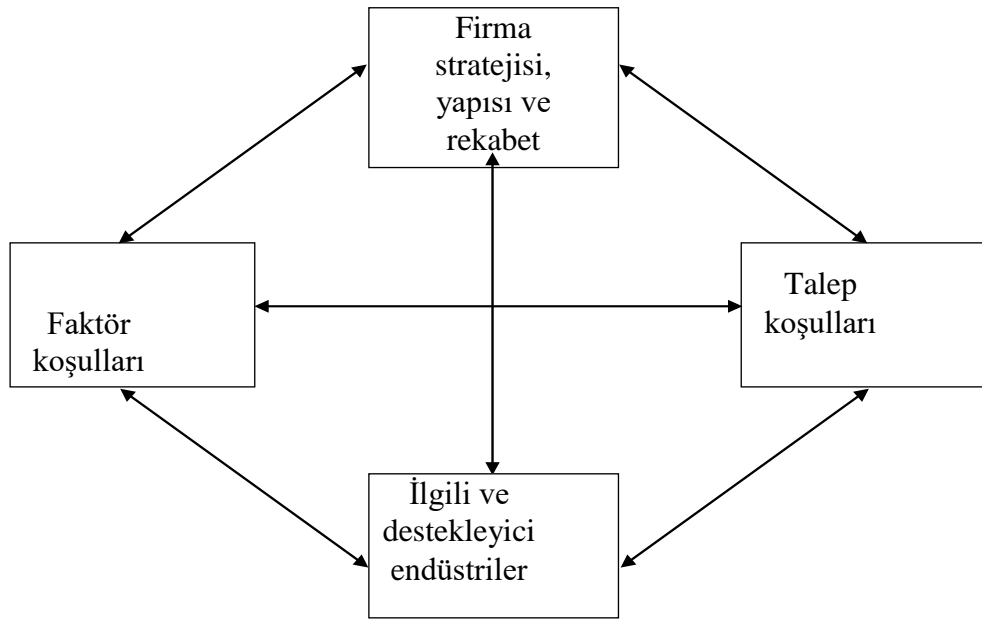 Firma
stratejisi,
yapısı ve
rekabet
Faktör
koşulları
Talep
koşulları
İlgili ve
destekleyici
endüstriler